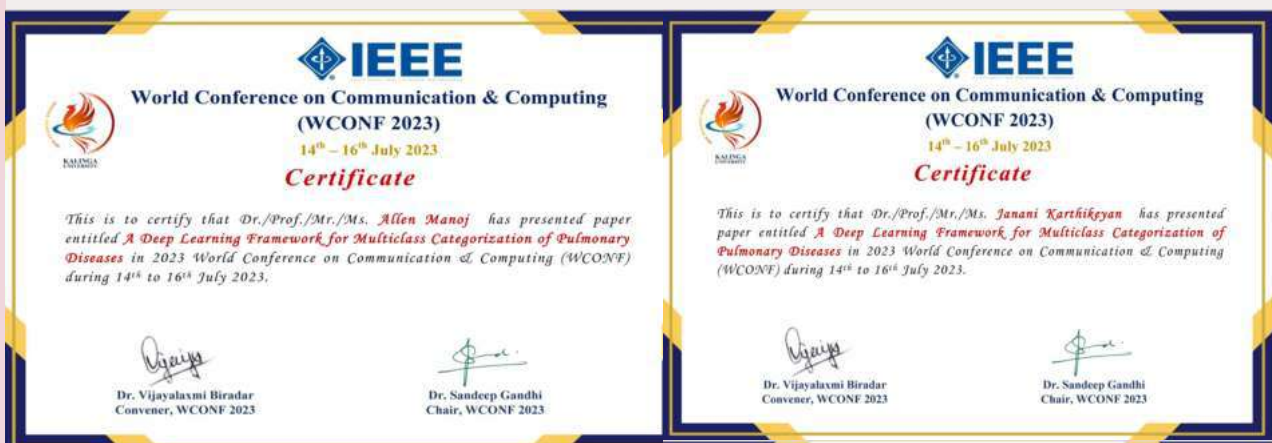 IEEE
World Conference on Communication & Computing
(WCONF 2023)
14th – 16th July 2023
KALINGA
UNIVERSITY
Certificate
This is to certify that Dr./Prof./Mr./Ms. Allen Manoj has presented paper
entitled A Deep Learning Framework for Multiclass Categorization of Pulmonary
Diseases in 2023 World Conference on Communication & Computing (WCONF)
during 14th to 16th July 2023.
Dr. Vijayalaxmi Biradar
Convener, WCONF 2023
Dr. Sandeep Gandhi
Chair, WCONF 2023
IEEE
World Conference on Communication & Computing
(WCONF 2023)
14th – 16th July 2023
KALINGA
UNIVERSITY
Certificate
This is to certify that Dr./Prof./Mr./Ms. Janani Karthikeyan has presented
paper entitled A Deep Learning Framework for Multiclass Categorization of
Pulmonary Diseases in 2023 World Conference on Communication & Computing
(WCONF) during 14th to 16th July 2023.
Dr. Vijayalaxmi Biradar
Convener, WCONF 2023
Dr. Sandeep Gandhi
Chair, WCONF 2023